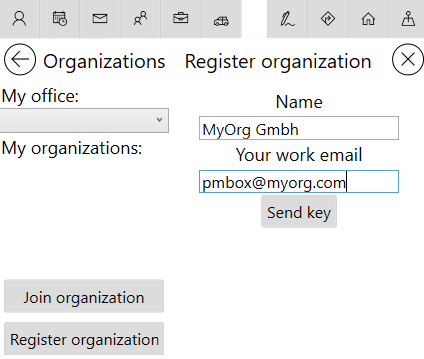 Organizations
Register organization
My office:
My organizations:
Name
MyOrg Gmbh
Your work email
pmbox@myorg.com
Send key
Join organization
Register organization